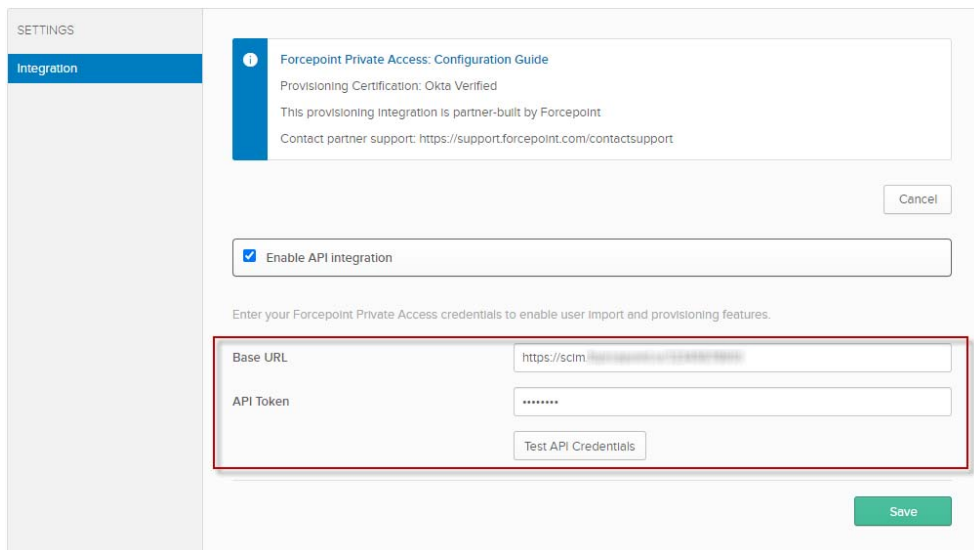 SETTINGS
Integration
Forcepoint Private Access: Configuration Guide
Provisioning Certification: Okta Verified
This provisioning integration is partner-built by Forcepoint
Contact partner support: https://support.forcepoint.com/contactsupport
Cancel
Enable API integration
Enter your Forcepoint Private Access credentials to enable user import and provisioning features.
Base URL
https://scim.
API Token
••••••••
Test API Credentials
Save